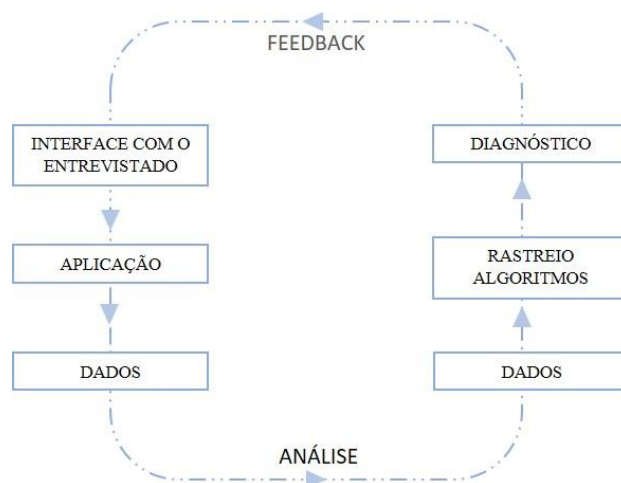 FEEDBACK
INTERFACE COM O
ENTREVISTADO
APLICAÇÃO
DADOS
ANÁLISE
DADOS
RASTREIO
ALGORITMOS
DIAGNÓSTICO